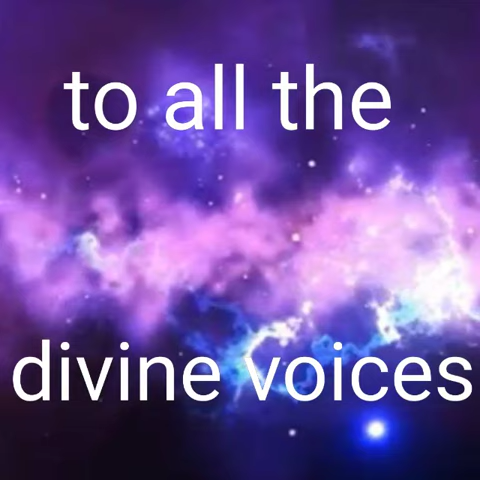 to all the
divine voices